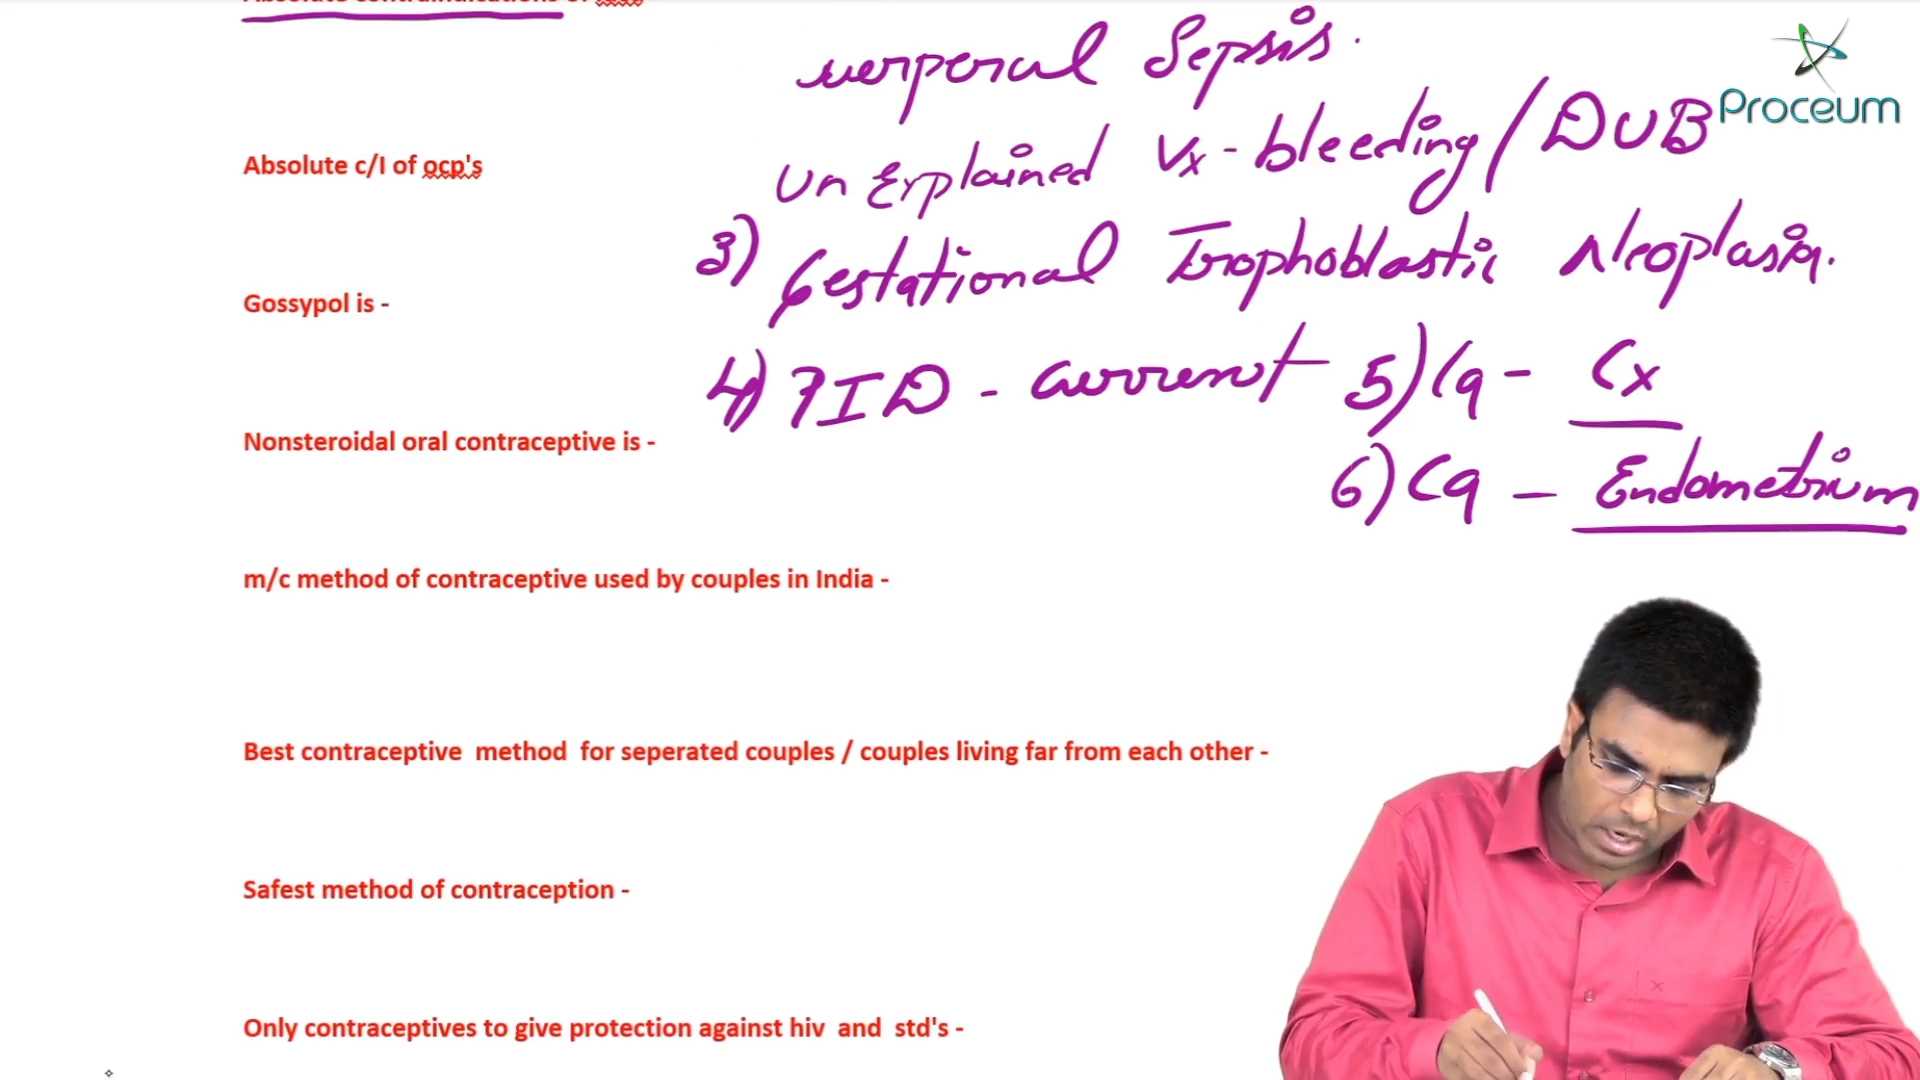 Absolute contraindications of
uerperal Sepsis.
Proceum
Un Explained Vx - bleeding / DUB
Absolute c/I of ocp's
3) Gestational Trophoblastic Neoplasia.
Gossypol is -
4) PID - current 5) Ca - Cx
Nonsteroidal oral contraceptive is -
6) Ca - Endometrium
m/c method of contraceptive used by couples in India -
Best contraceptive method for seperated couples / couples living far from each other -
Safest method of contraception -
Only contraceptives to give protection against hiv and std's -